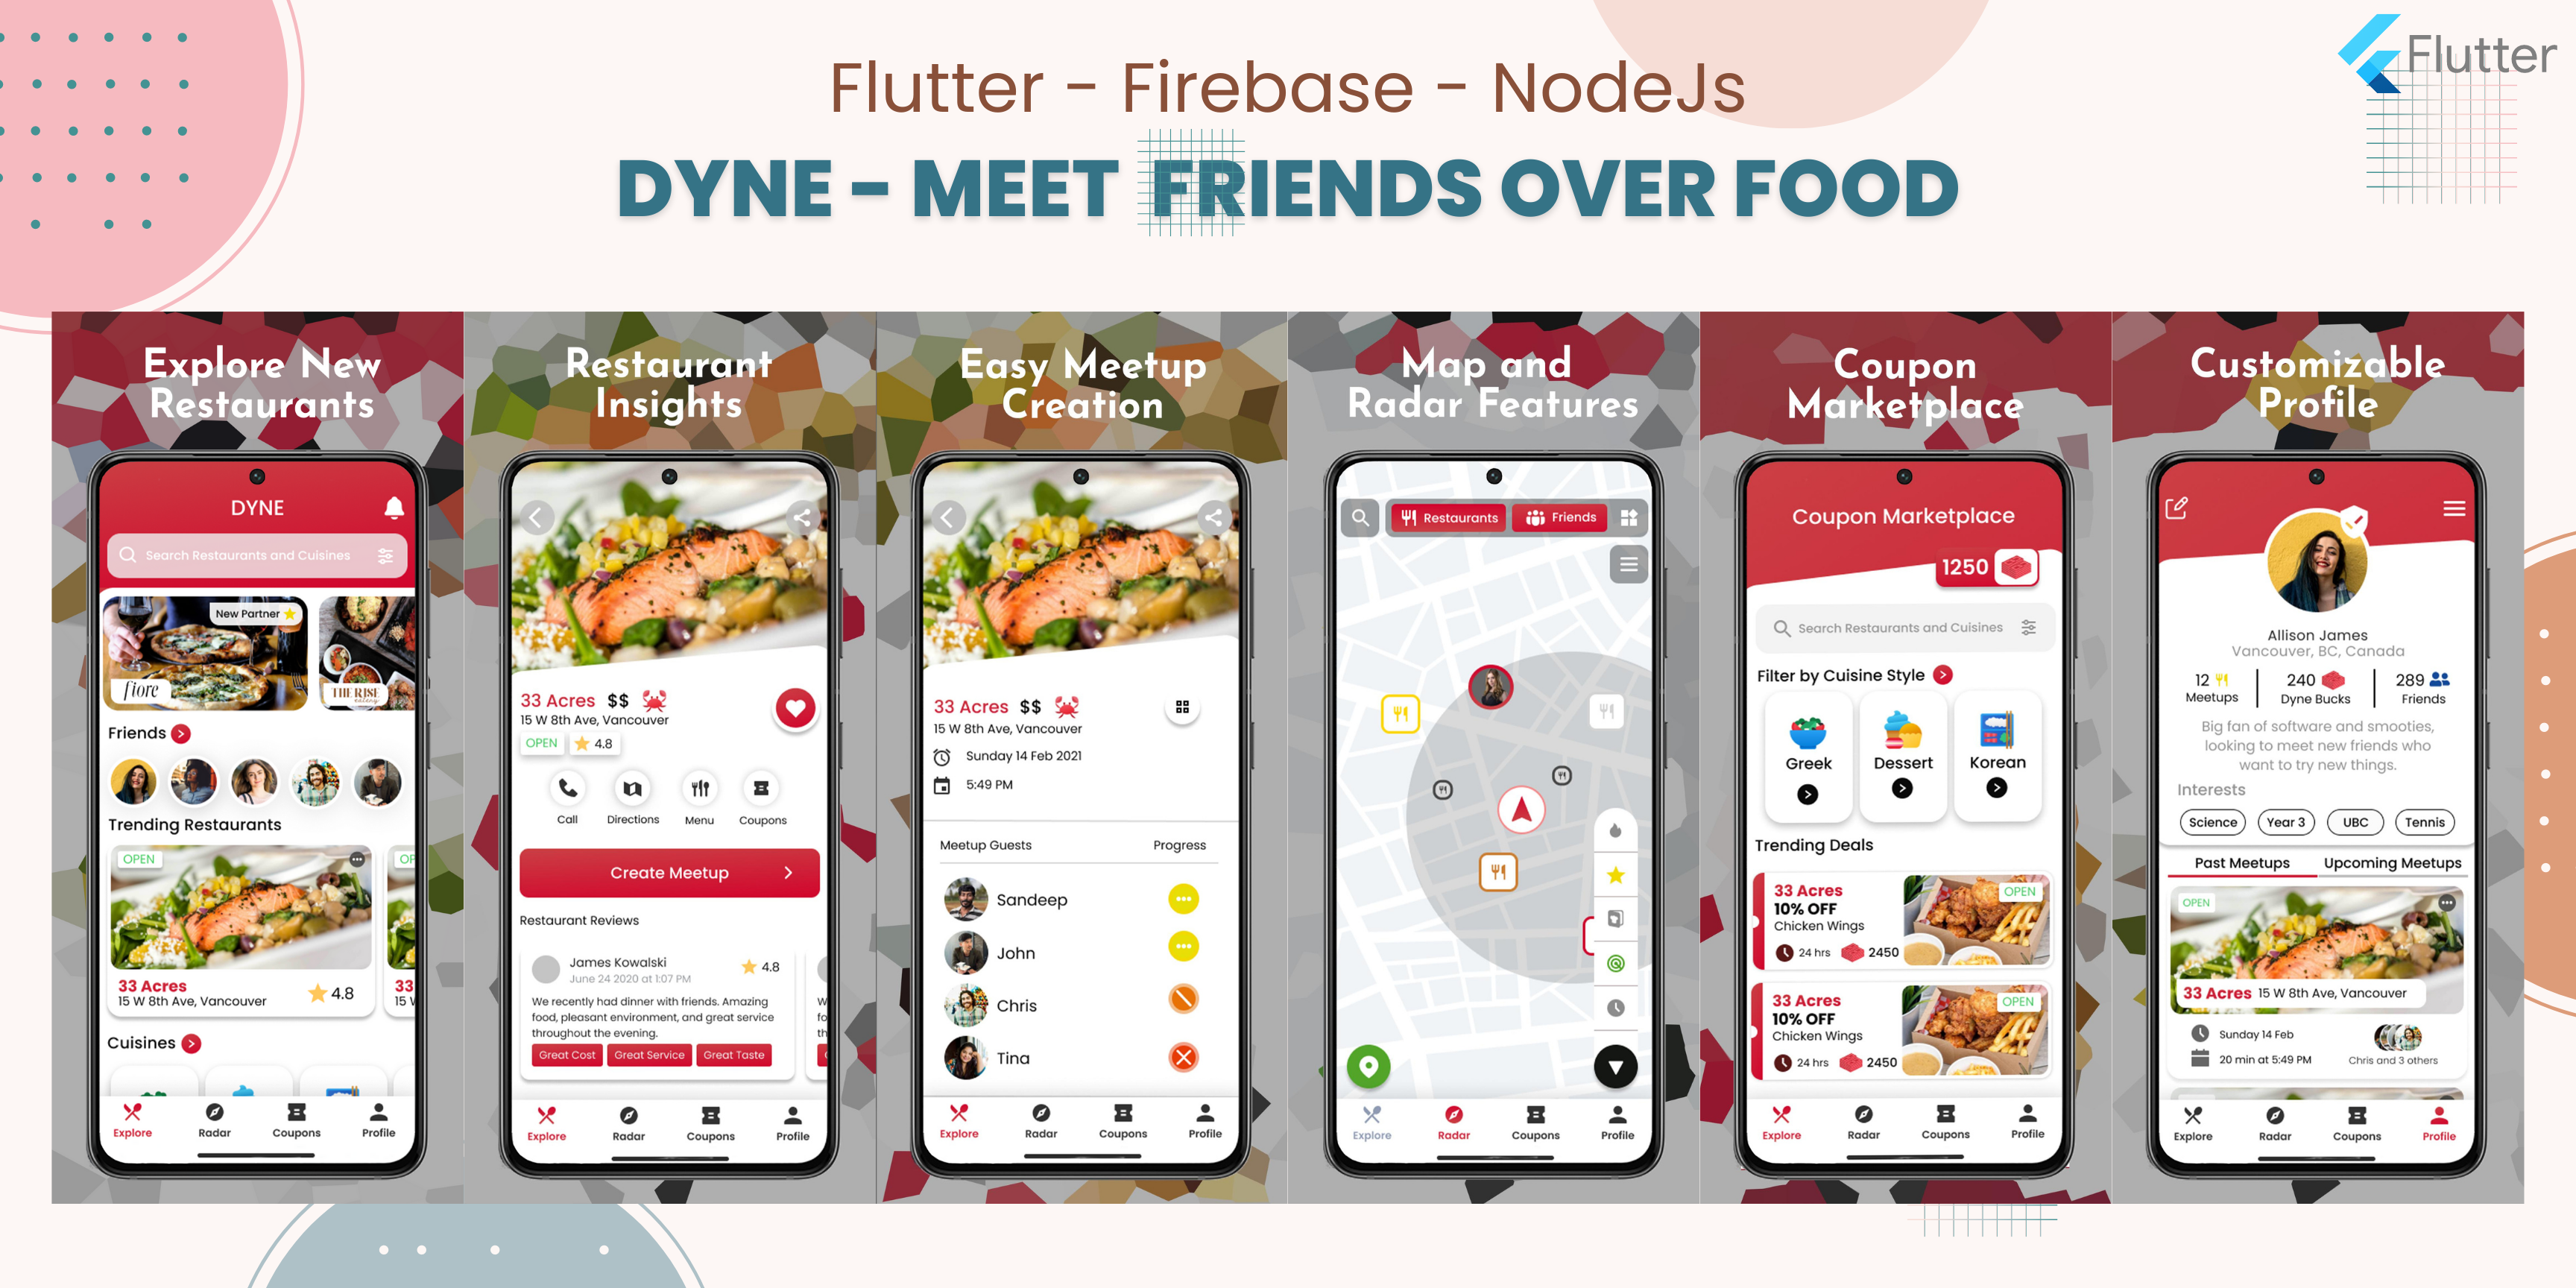 Flutter - Firebase - NodeJs
Flutter
DYNE - MEET FRIENDS OVER FOOD
Explore New
Restaurants
DYNE
Search Restaurants and Cuisines
New Partner
fiore
THE RISE
eatery
Friends
Trending Restaurants
OPEN
OP
33 Acres
15 W 8th Ave, Vancouver
4.8
33
15 V
Cuisines
Explore
Radar
Coupons
Profile
Restaurant
Insights
33 Acres $$
15 W 8th Ave, Vancouver
OPEN
4.8
Call
Directions
Menu
Coupons
Create Meetup
Restaurant Reviews
James Kowalski
June 24 2020 at 1:07 PM
4.8
We recently had dinner with friends. Amazing
food, pleasant environment, and great service
throughout the evening.
Great Cost
Great Service
Great Taste
W
fo
th
Explore
Radar
Coupons
Profile
Easy Meetup
Creation
33 Acres $$
15 W 8th Ave, Vancouver
Sunday 14 Feb 2021
5:49 PM
Meetup Guests
Progress
Sandeep
John
Chris
Tina
Explore
Radar
Coupons
Profile
Map and
Radar Features
Restaurants
Friends
Explore
Radar
Coupons
Profile
Coupon
Marketplace
Coupon Marketplace
1250
Search Restaurants and Cuisines
Filter by Cuisine Style
Greek
Dessert
Korean
Trending Deals
33 Acres
10% OFF
Chicken Wings
24 hrs
2450
OPEN
33 Acres
10% OFF
Chicken Wings
24 hrs
2450
OPEN
Explore
Radar
Coupons
Profile
Customizable
Profile
Allison James
Vancouver, BC, Canada
12
Meetups
240
Dyne Bucks
289
Friends
Big fan of software and smooties,
looking to meet new friends who
want to try new things.
Interests
Science
Year 3
UBC
Tennis
Past Meetups
Upcoming Meetups
OPEN
33 Acres 15 W 8th Ave, Vancouver
Sunday 14 Feb
20 min at 5:49 PM
Chris and 3 others
Explore
Radar
Coupons
Profile